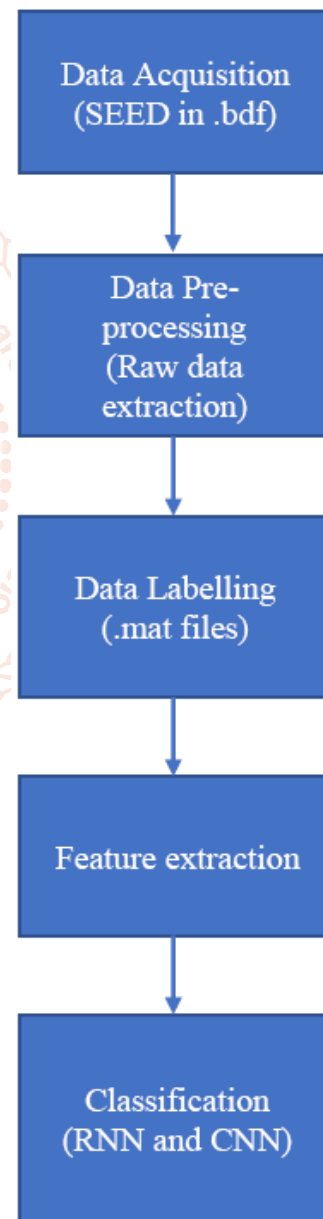 Data Acquisition
(SEED in .bdf)
Data Pre-
processing
(Raw data
extraction)
Data Labelling
(.mat files)
Feature extraction
Classification
(RNN and CNN)